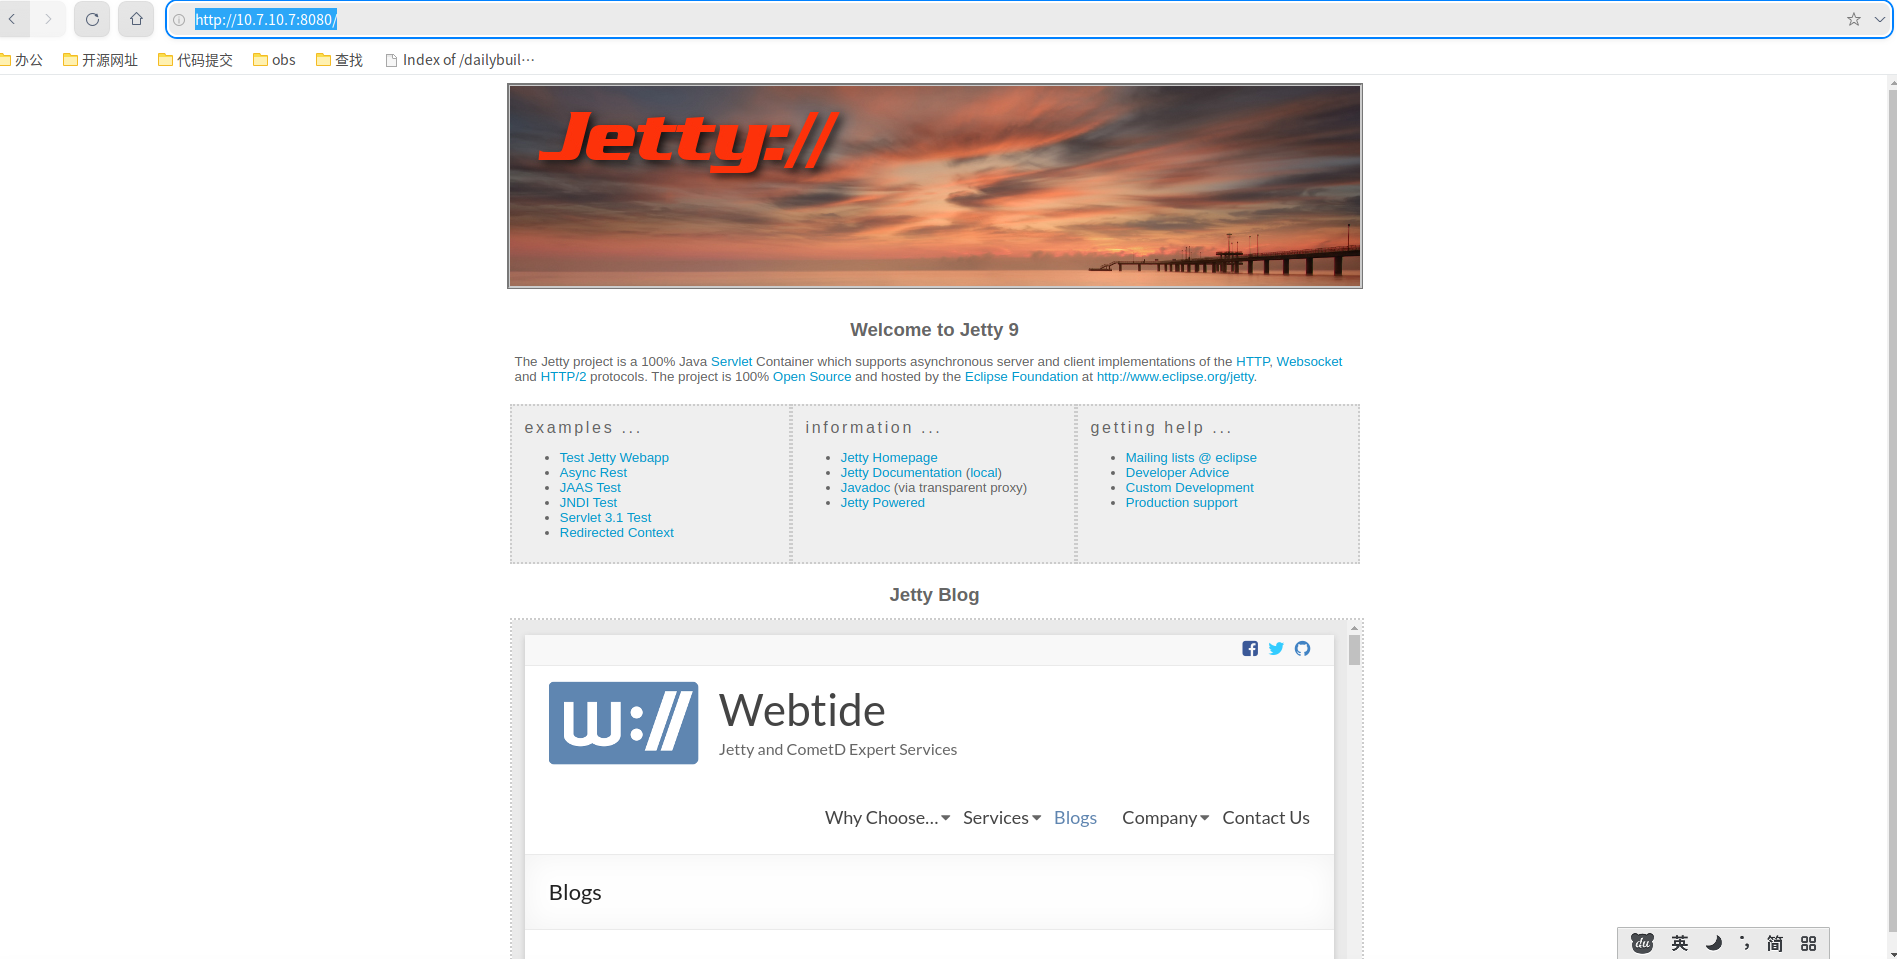 http://10.7.10.7:8080/
办公 开源网址 代码提交 obs 查找 Index of /dailybuil…
Jetty://
Welcome to Jetty 9
The Jetty project is a 100% Java Servlet Container which supports asynchronous server and client implementations of the HTTP, Websocket
and HTTP/2 protocols. The project is 100% Open Source and hosted by the Eclipse Foundation at http://www.eclipse.org/jetty.
examples ...
Test Jetty Webapp
Async Rest
JAAS Test
JNDI Test
Servlet 3.1 Test
Redirected Context
information ...
Jetty Homepage
Jetty Documentation (local)
Javadoc (via transparent proxy)
Jetty Powered
getting help ...
Mailing lists @ eclipse
Developer Advice
Custom Development
Production support
Jetty Blog
w://
Webtide
Jetty and CometD Expert Services
Why Choose... Services Blogs Company Contact Us
Blogs
du 英 简